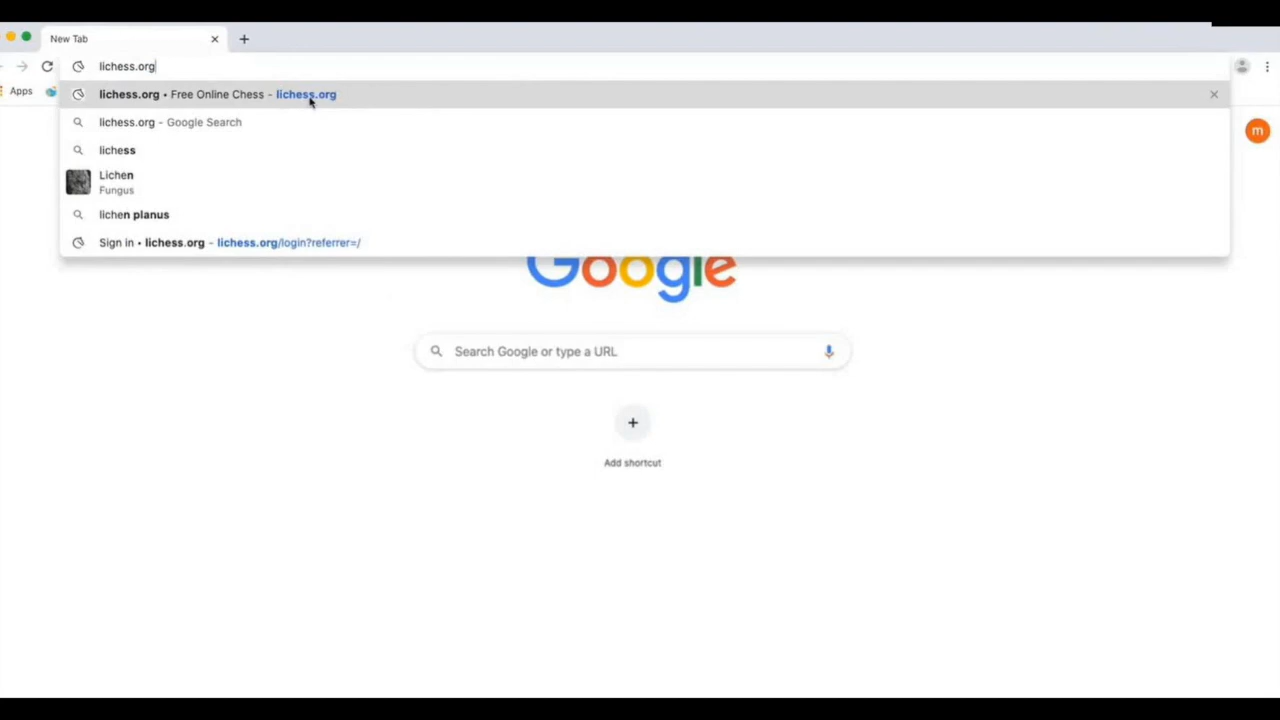 New Tab
lichess.org
Apps
lichess.org • Free Online Chess - lichess.org
lichess.org - Google Search
lichess
Lichen
Fungus
lichen planus
Sign in • lichess.org - lichess.org/login?referrer=/
m
Google
Search Google or type a URL
Add shortcut